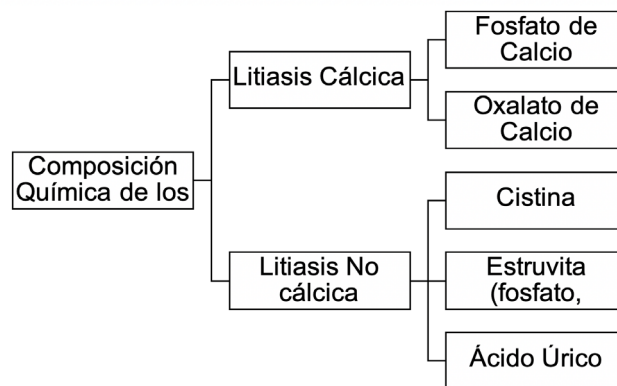 Fosfato de
Calcio
Litiasis Cálcica
Oxalato de
Calcio
Composición
Química de los
Cistina
Litiasis No
cálcica
Estruvita
(fosfato,
Ácido Úrico